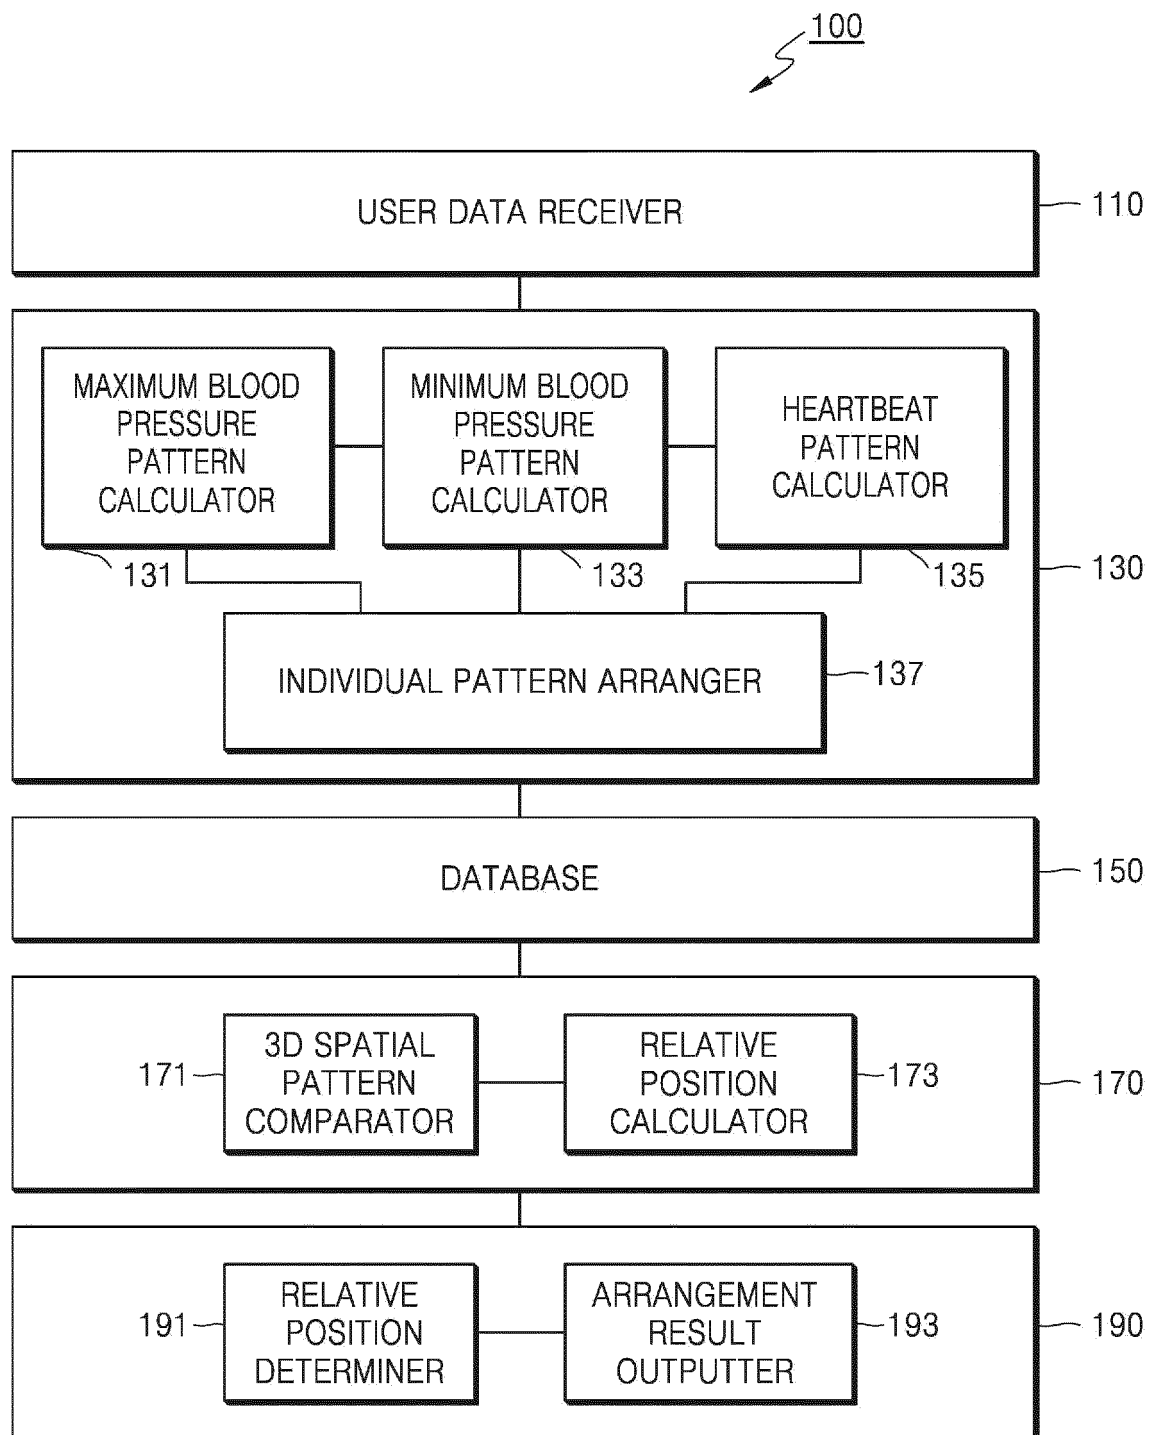 100
USER DATA RECEIVER
110
MAXIMUM BLOOD
PRESSURE
PATTERN
CALCULATOR
131
MINIMUM BLOOD
PRESSURE
PATTERN
CALCULATOR
133
HEARTBEAT
PATTERN
CALCULATOR
135
130
INDIVIDUAL PATTERN ARRANGER
137
DATABASE
150
171
3D SPATIAL
PATTERN
COMPARATOR
RELATIVE
POSITION
CALCULATOR
173
170
191
RELATIVE
POSITION
DETERMINER
ARRANGEMENT
RESULT
OUTPUTTER
193
190